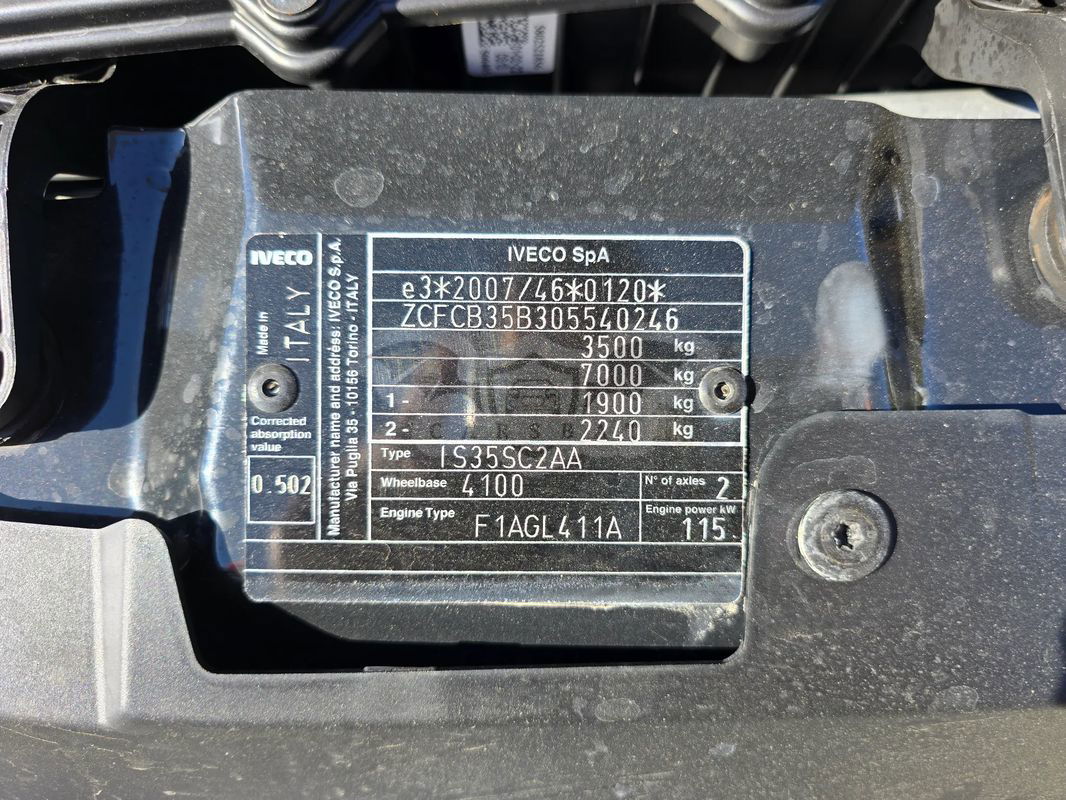 IVECO
Made in
ITALY
Corrected
absorption
value
0.502
Manufacturer name and address: IVECO S.p.A.
Via Puglia 35 - 10156 Torino - ITALY
IVECO SpA
e3*2007/46*0120*
ZCFCB35B305540246
3500 kg
7000 kg
1 - 1900 kg
2 - 2240 kg
Type IS35SC2AA
Wheelbase 4100
N° of axles 2
Engine Type F1AGL411A
Engine power kW
115